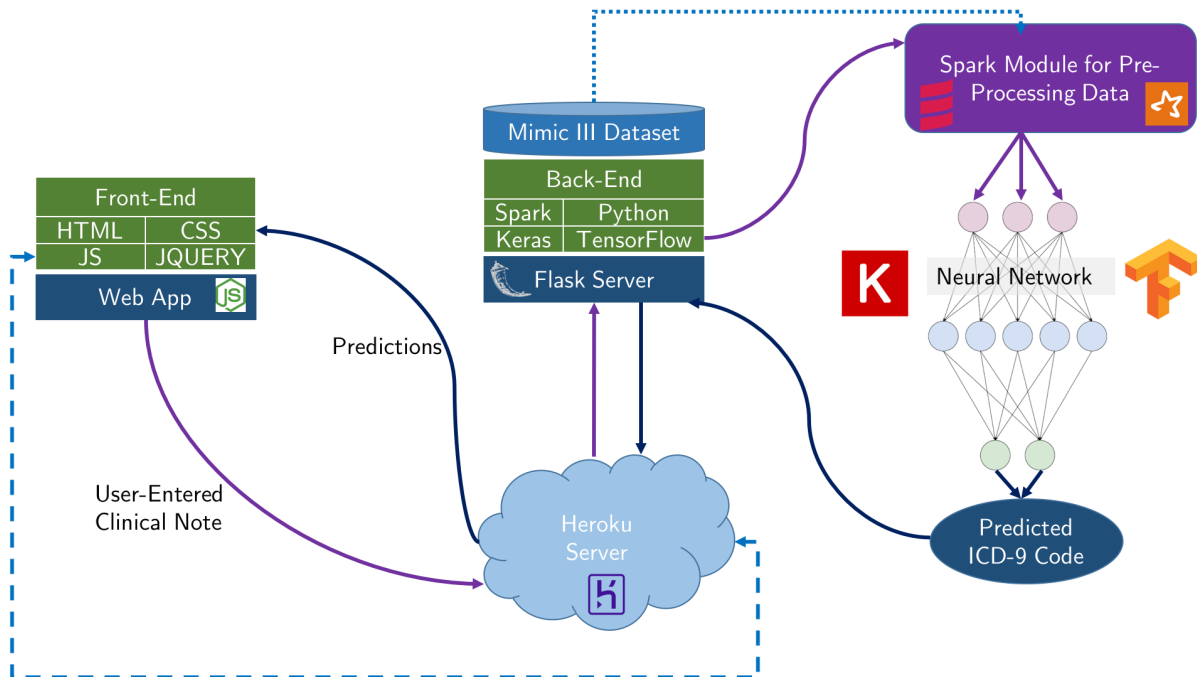 Spark Module for Pre-
Processing Data
Mimic III Dataset
Back-End
Spark
Python
Keras
TensorFlow
Flask Server
Front-End
HTML
CSS
JS
JQUERY
Web App
JS
K
Neural Network
Predictions
User-Entered
Clinical Note
Heroku
Server
Predicted
ICD-9 Code